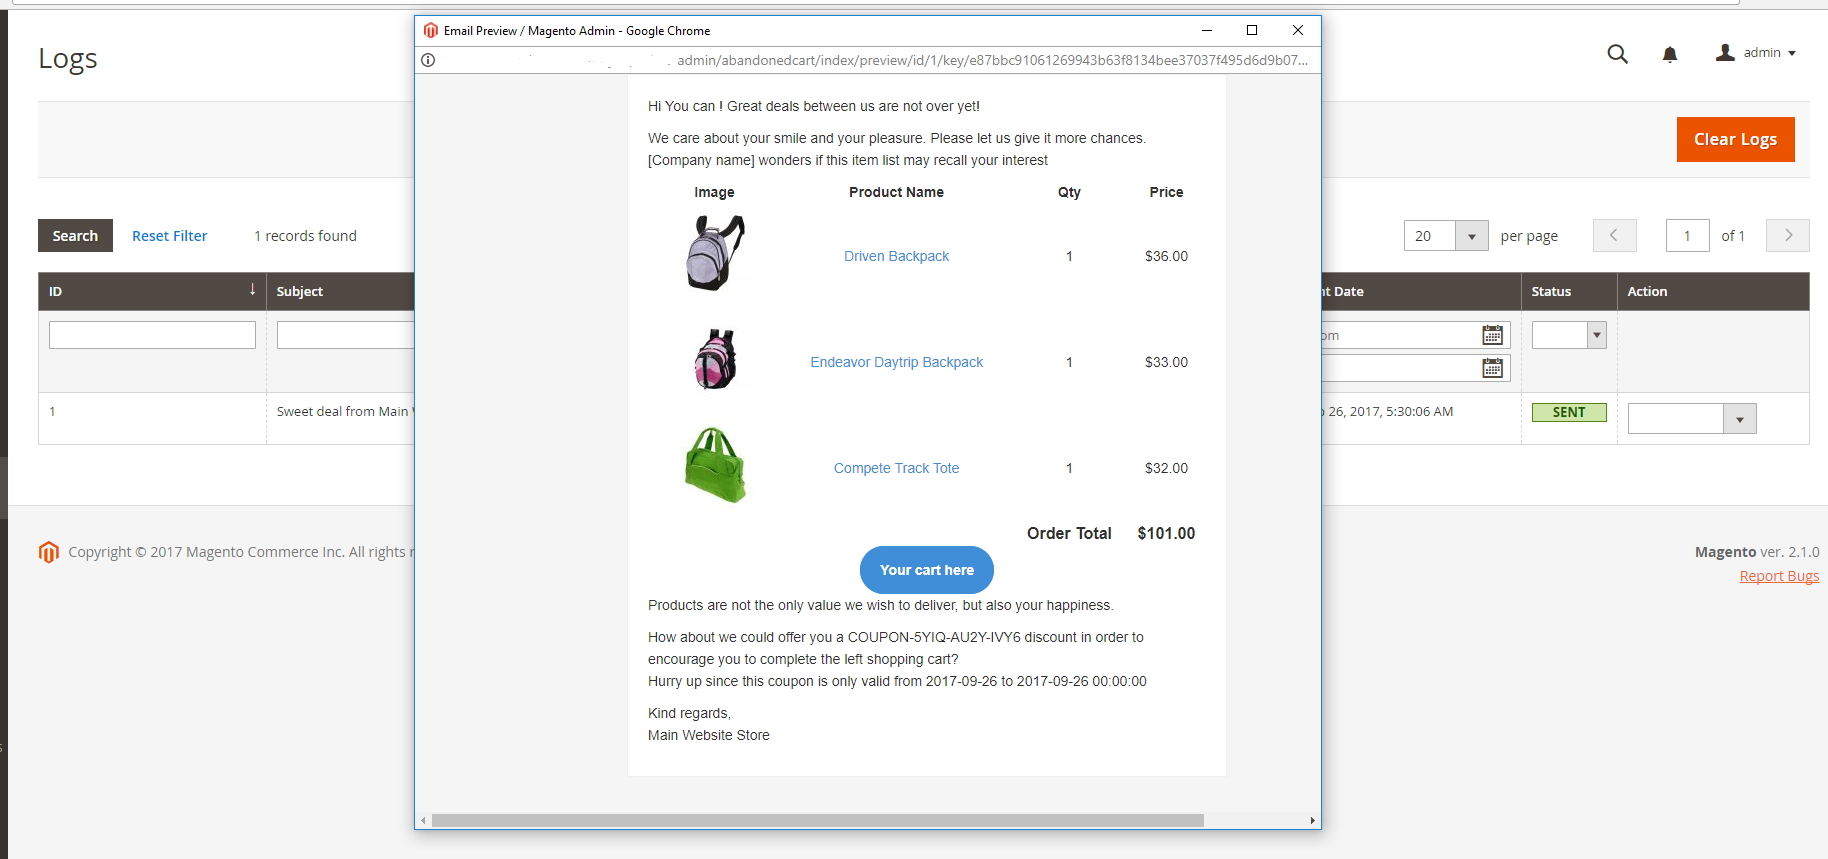 Email Preview / Magento Admin - Google Chrome
admin/abandonedcart/index/preview/id/1/key/e87bbc91061269943b63f8134bee37037f495d6d9b07...
Logs
admin
Clear Logs
Hi You can ! Great deals between us are not over yet!
We care about your smile and your pleasure. Please let us give it more chances.
[Company name] wonders if this item list may recall your interest
Image Product Name Qty Price
Driven Backpack 1 $36.00
Endeavor Daytrip Backpack 1 $33.00
Compete Track Tote 1 $32.00
Order Total $101.00
Your cart here
Products are not the only value we wish to deliver, but also your happiness.
How about we could offer you a COUPON-5YIQ-AU2Y-IVY6 discount in order to
encourage you to complete the left shopping cart?
Hurry up since this coupon is only valid from 2017-09-26 to 2017-09-26 00:00:00
Kind regards,
Main Website Store
Search Reset Filter 1 records found
20 per page 1 of 1
ID Subject Date Status Action
1 Sweet deal from Main 26, 2017, 5:30:06 AM SENT
Copyright © 2017 Magento Commerce Inc. All rights
Magento ver. 2.1.0
Report Bugs